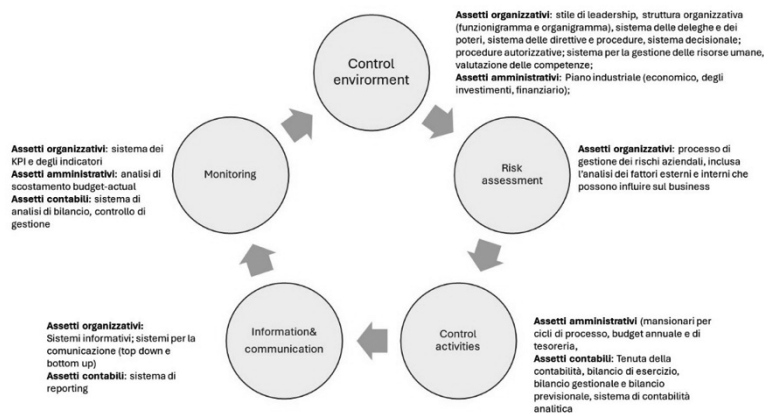 Control
envirorment
Assetti organizzativi: stile di leadership, struttura organizzativa
(funzionigramma e organigramma), sistema delle deleghe e dei
poteri, sistema delle direttive e procedure, sistema decisionale;
procedure autorizzative; sistema per la gestione delle risorse umane,
valutazione delle competenze;
Assetti amministrativi: Piano industriale (economico, degli
investimenti, finanziario);
Risk
assessment
Assetti organizzativi: processo di
gestione dei rischi aziendali, inclusa
l'analisi dei fattori esterni e interni che
possono influire sul business
Control
activities
Assetti amministrativi (mansionari per
cicli di processo, budget annuale e di
tesoreria,
Assetti contabili: Tenuta della
contabilità, bilancio di esercizio,
bilancio gestionale e bilancio
previsionale, sistema di contabilità
analitica
Information&
communication
Assetti organizzativi:
Sistemi informativi; sistemi per la
comunicazione (top down e
bottom up)
Assetti contabili: sistema di
reporting
Monitoring
Assetti organizzativi: sistema dei
KPI e degli indicatori
Assetti amministrativi: analisi di
scostamento budget-actual
Assetti contabili: sistema di
analisi di bilancio, controllo di
gestione